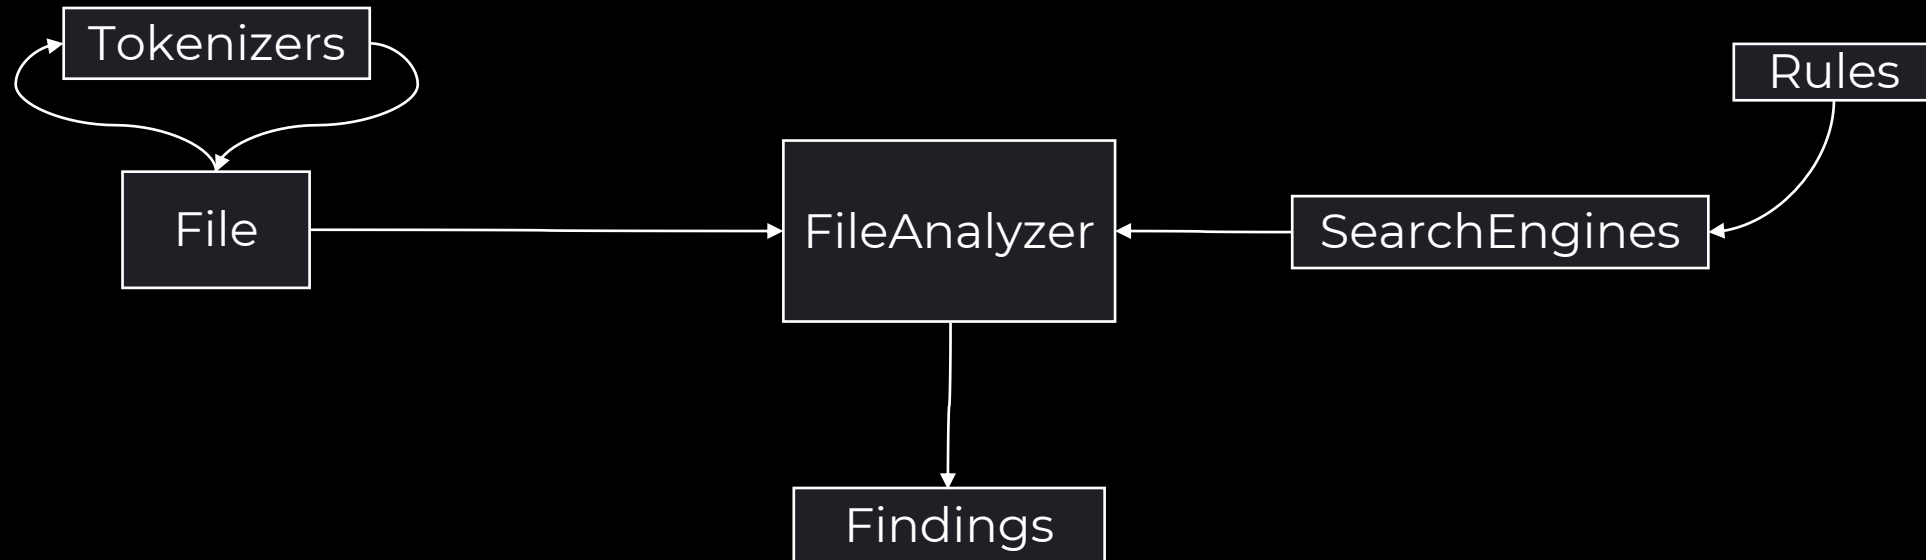 Tokenizers
Rules
File
FileAnalyzer
SearchEngines
Findings